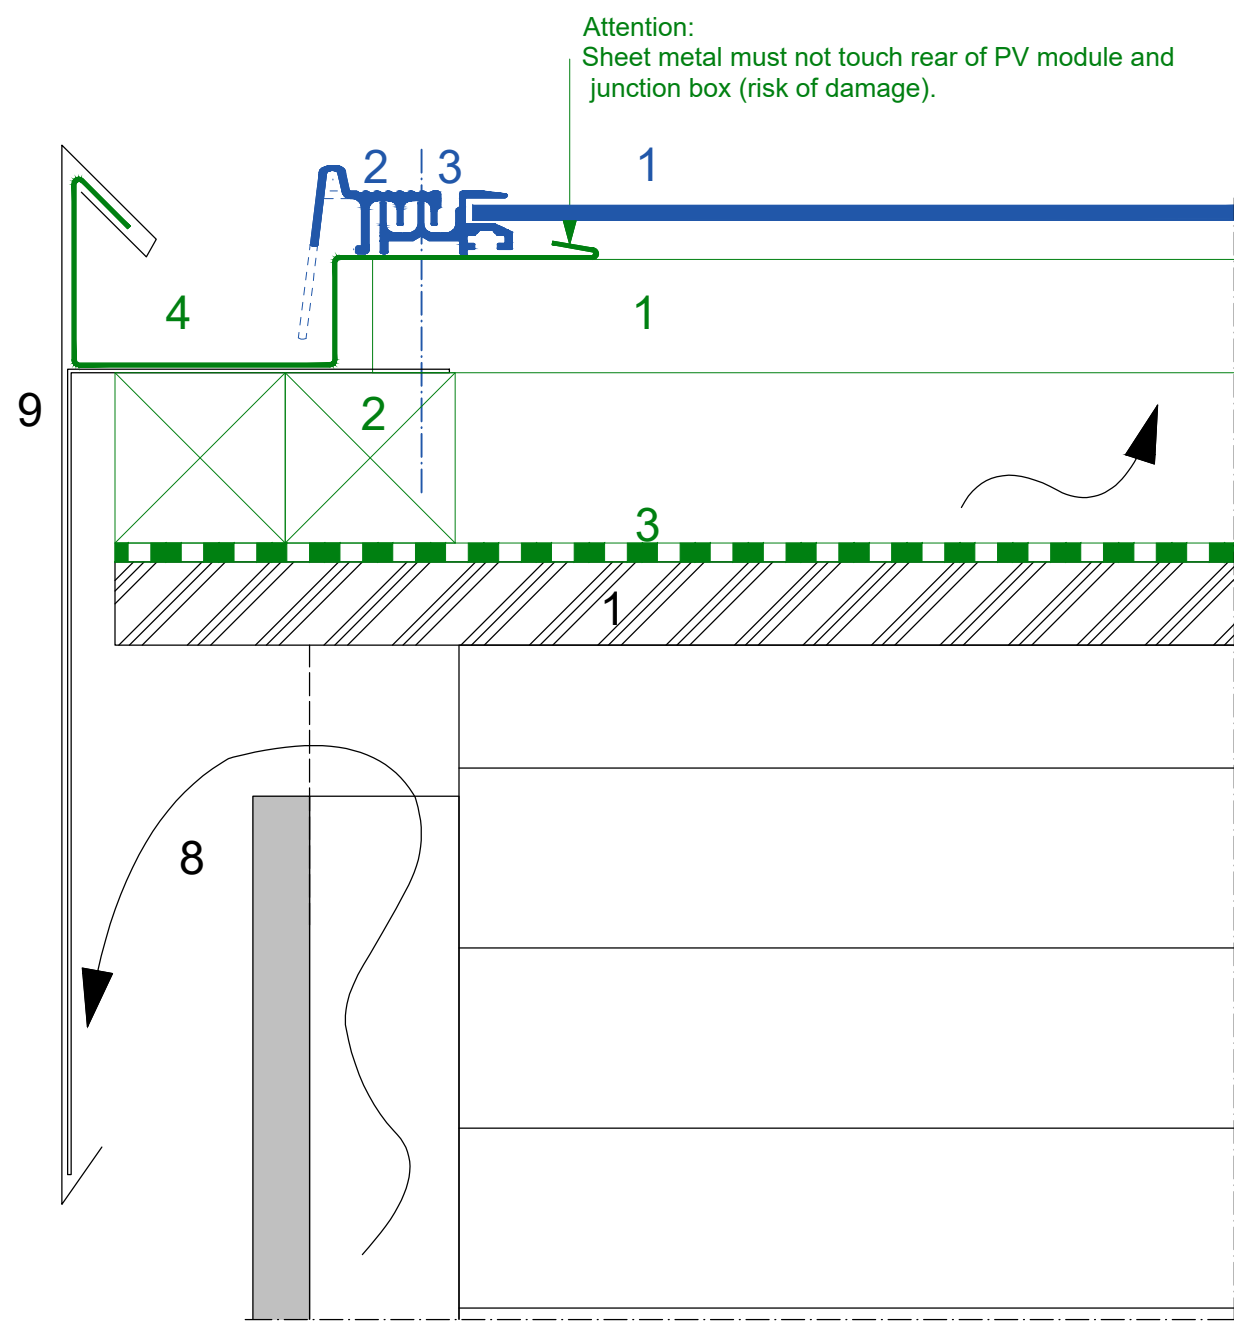 Attention:
Sheet metal must not touch rear of PV module and
junction box (risk of damage).
2 3 1
4 1
9
2
3
1
8